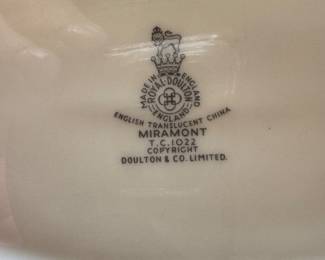 MADE IN ENGLAND
ROYAL DOULTON
ENGLAND
ENGLISH TRANSLUCENT CHINA
MIRAMONT
T.C.1022
COPYRIGHT
DOULTON & CO. LIMITED.